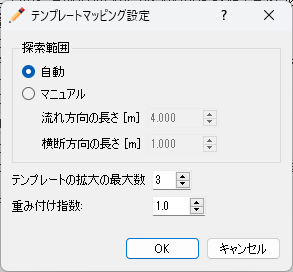 テンプレートマッピング設定
探索範囲
自動
マニュアル
流れ方向の長さ [m] 4.000
横断方向の長さ [m] 1.000
テンプレートの拡大の最大数 3
重み付け指数: 1.0
OK キャンセル